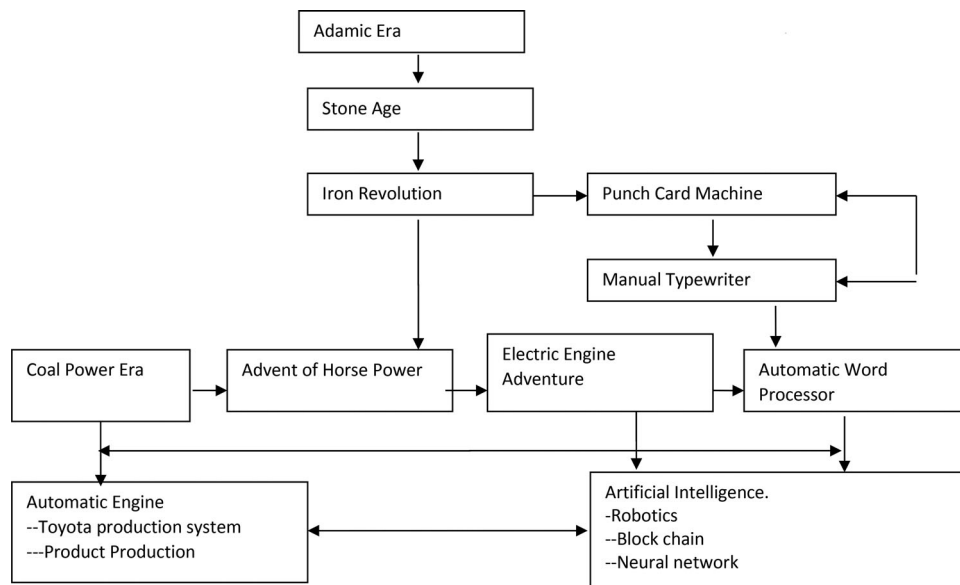 Adamic Era
Stone Age
Iron Revolution
Punch Card Machine
Manual Typewriter
Coal Power Era
Advent of Horse Power
Electric Engine
Adventure
Automatic Word
Processor
Automatic Engine
--Toyota production system
---Product Production
Artificial Intelligence.
-Robotics
--Block chain
--Neural network